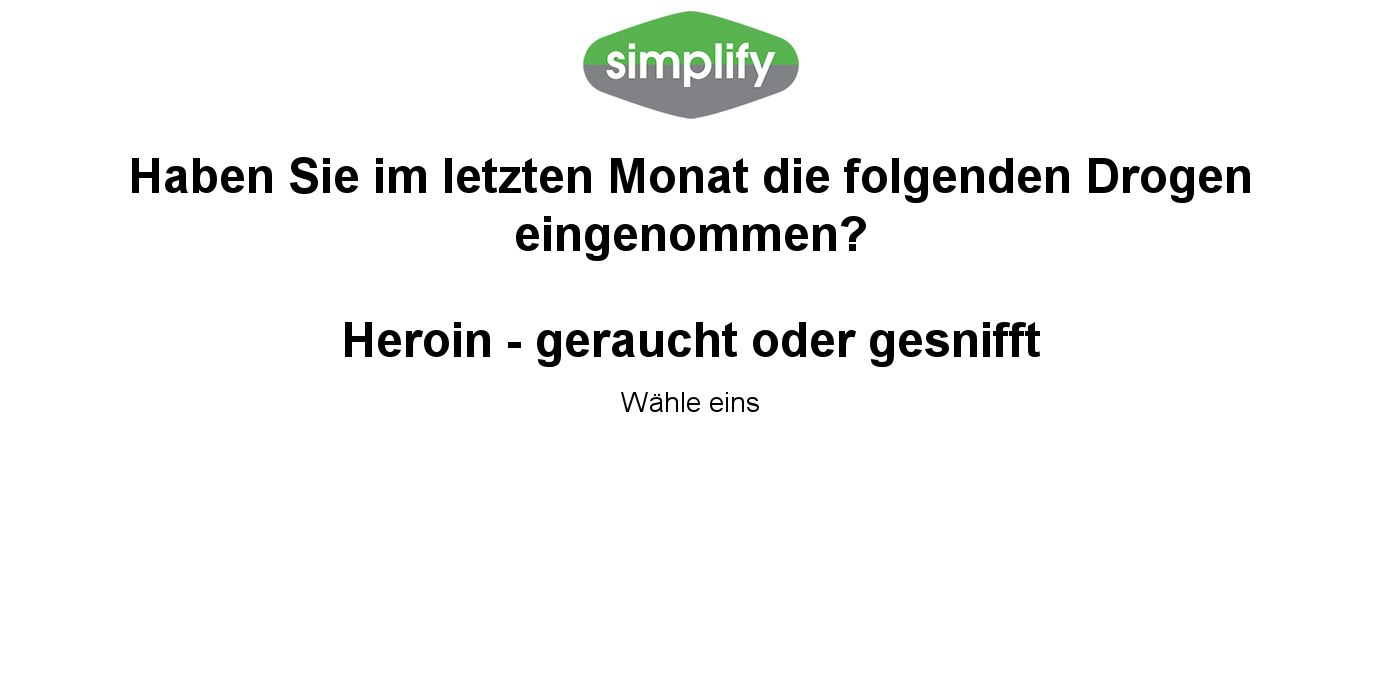 simplify
Haben Sie im letzten Monat die folgenden Drogen
eingenommen?
Heroin - geraucht oder gesnifft
Wähle eins